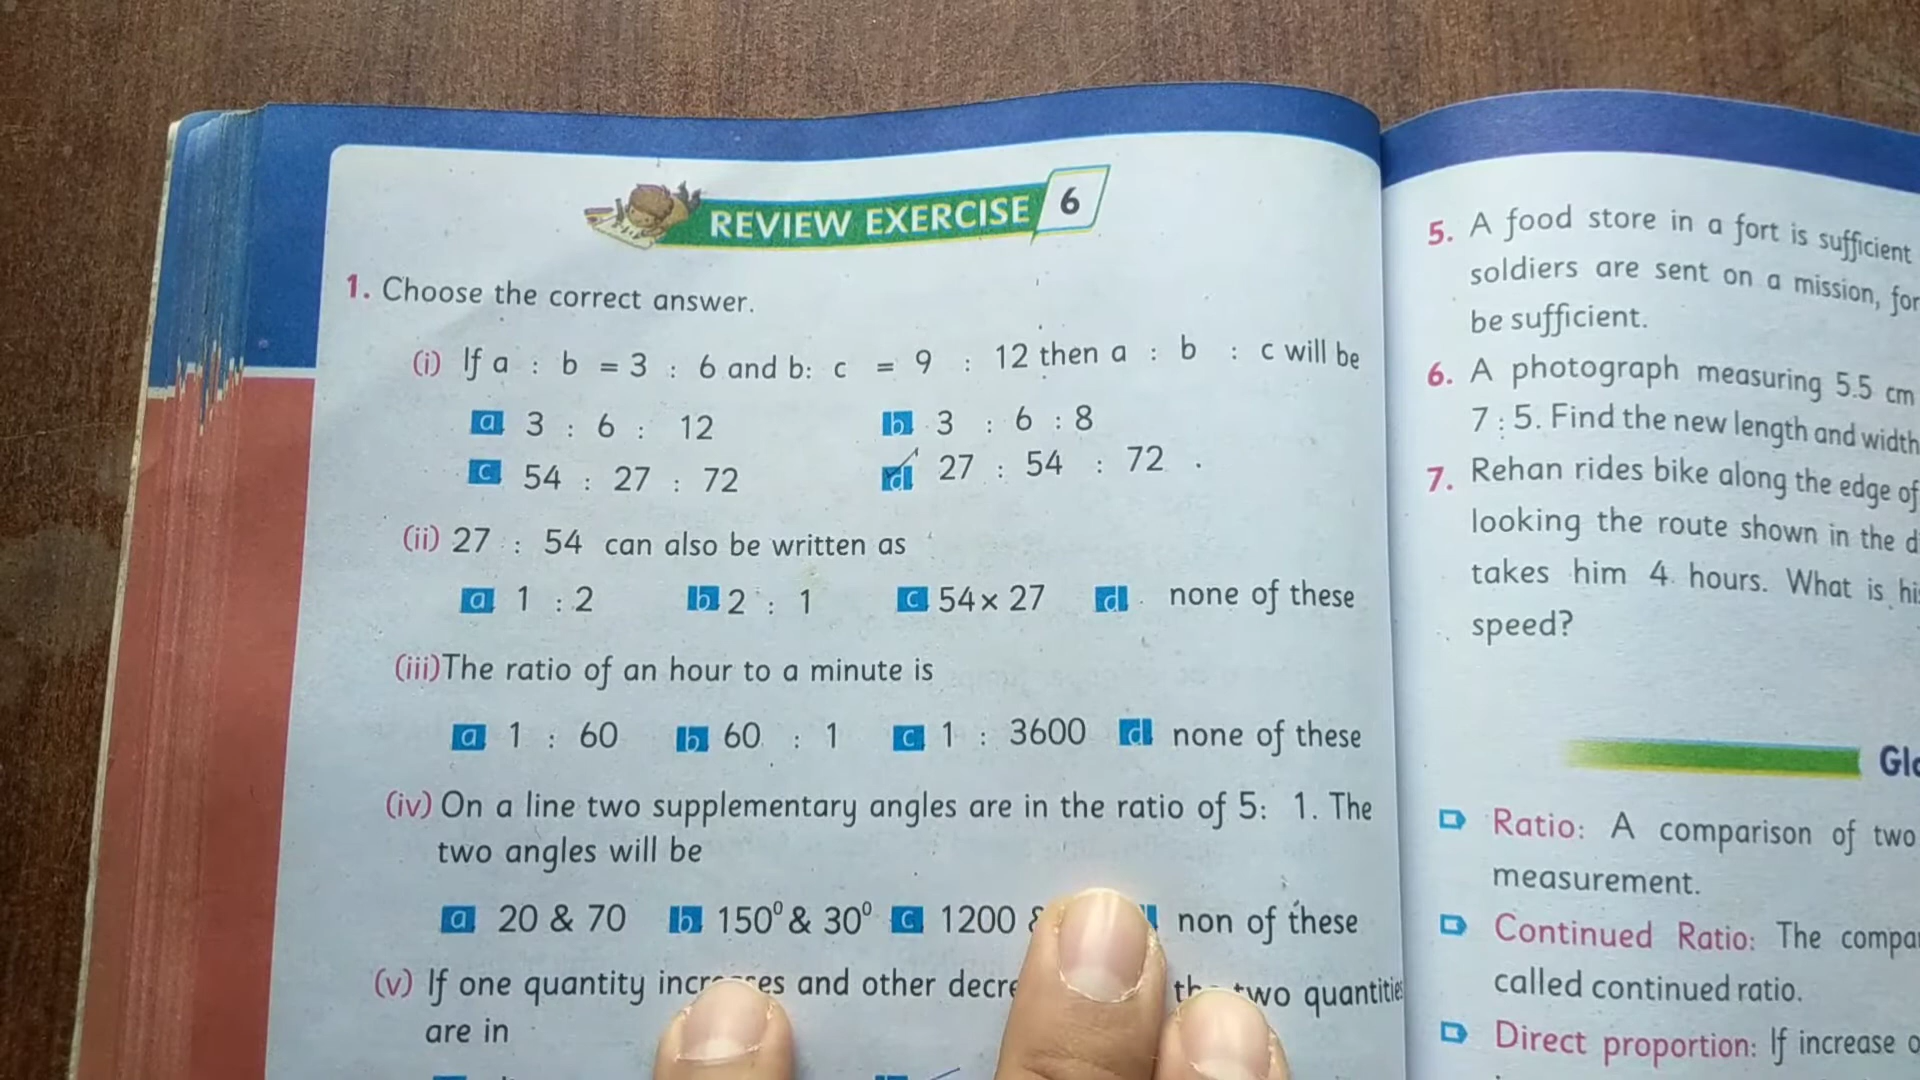 REVIEW EXERCISE 6
1. Choose the correct answer.
(i) If a : b = 3 : 6 and b: c = 9 : 12 then a : b : c will be
a 3 : 6 : 12 b 3 : 6 : 8
c 54 : 27 : 72 d 27 : 54 : 72 .
(ii) 27 : 54 can also be written as
a 1 : 2 b 2 : 1 c 54 x 27 d none of these
(iii) The ratio of an hour to a minute is
a 1 : 60 b 60 : 1 c 1 : 3600 d none of these
(iv) On a line two supplementary angles are in the ratio of 5: 1. The
two angles will be
a 20 & 70 b 150⁰ & 30⁰ c 1200 & non of these
(v) If one quantity and other two quantities
are in
5. A food store in a fort is sufficient
soldiers are sent on a mission, for
be sufficient.
6. A photograph measuring 5.5 cm
7 : 5. Find the new length and width
7. Rehan rides bike along the edge of
looking the route shown in the
takes him 4 hours. What is
speed?
Ratio: A comparison of two
measurement.
Continued Ratio: The
called continued ratio.
Direct proportion: If increase